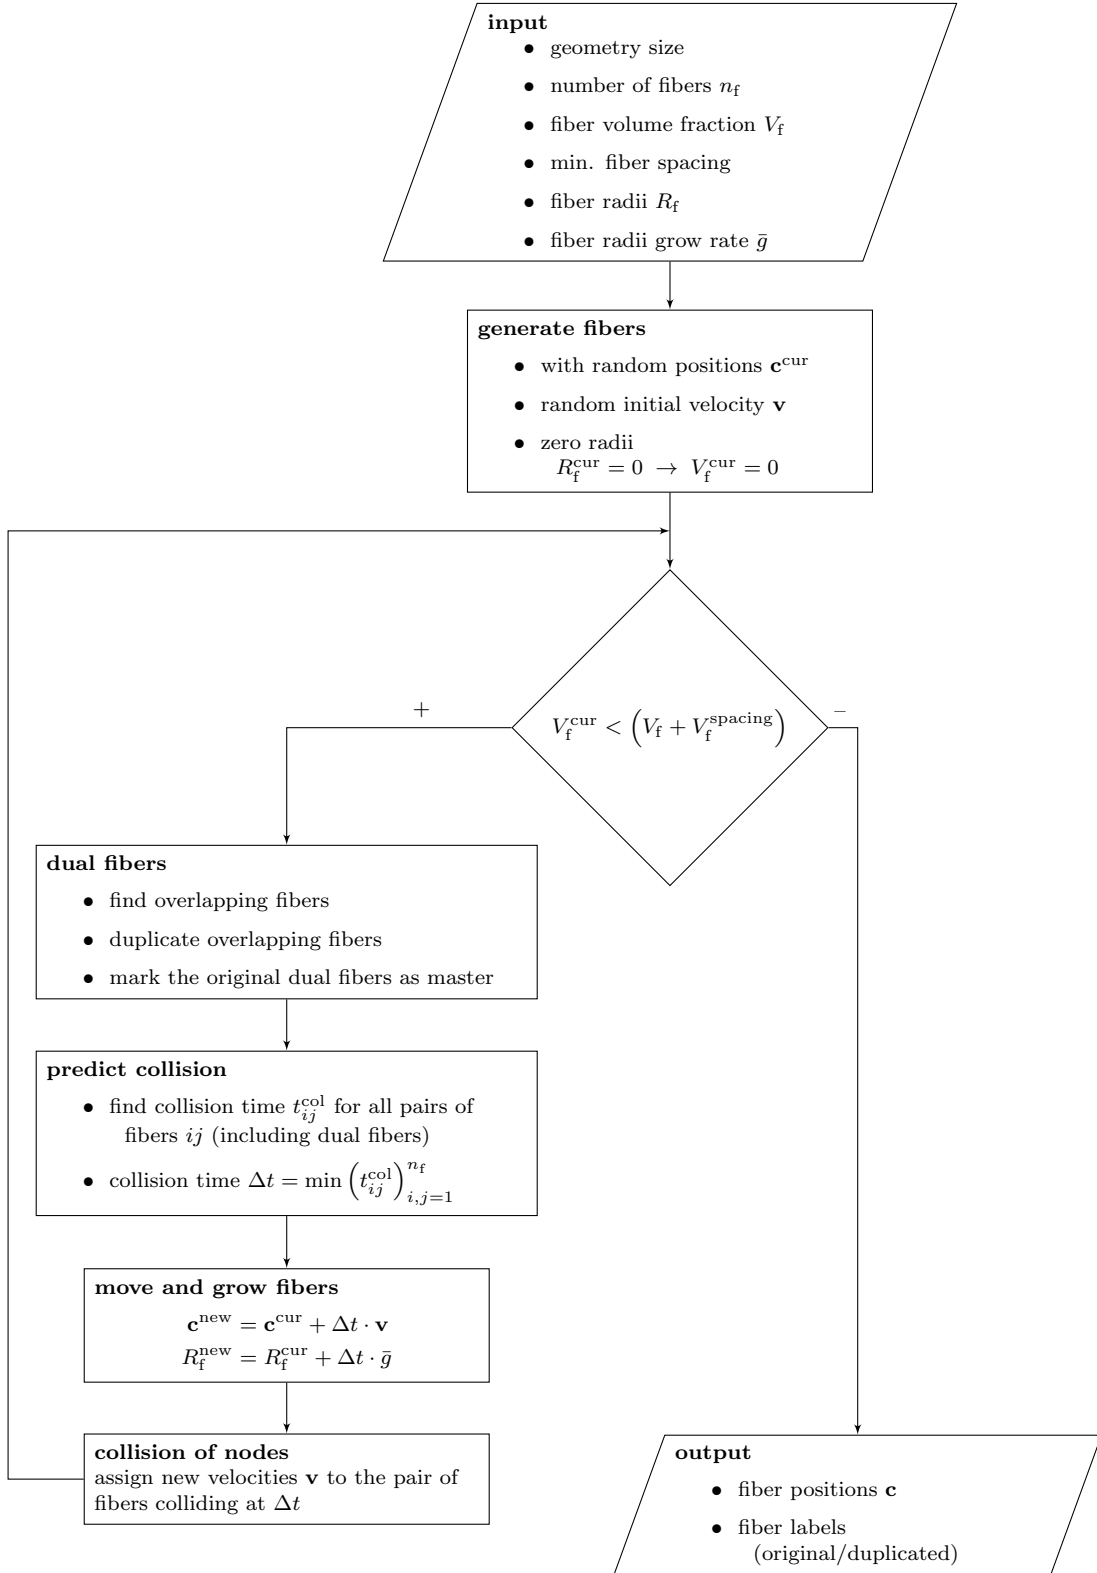 input
• geometry size
• number of fibers n_f
• fiber volume fraction V_f
• min. fiber spacing
• fiber radii R_f
• fiber radii grow rate ḡ
generate fibers
• with random positions c^cur
• random initial velocity v
• zero radii
R_f^cur = 0 → V_f^cur = 0
V_f^cur < (V_f + V_f^spacing)
+
–
dual fibers
• find overlapping fibers
• duplicate overlapping fibers
• mark the original dual fibers as master
predict collision
• find collision time t_ij^col for all pairs of
fibers ij (including dual fibers)
• collision time Δt = min (t_ij^col)_{i,j=1}^{n_f}
move and grow fibers
c^new = c^cur + Δt · v
R_f^new = R_f^cur + Δt · ḡ
collision of nodes
assign new velocities v to the pair of
fibers colliding at Δt
output
• fiber positions c
• fiber labels
(original/duplicated)